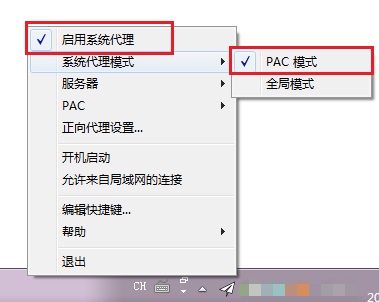 启用系统代理
系统代理模式
PAC 模式
服务器
全局模式
PAC
正向代理设置...
开机启动
允许来自局域网的连接
编辑快捷键...
帮助
退出
CH
20